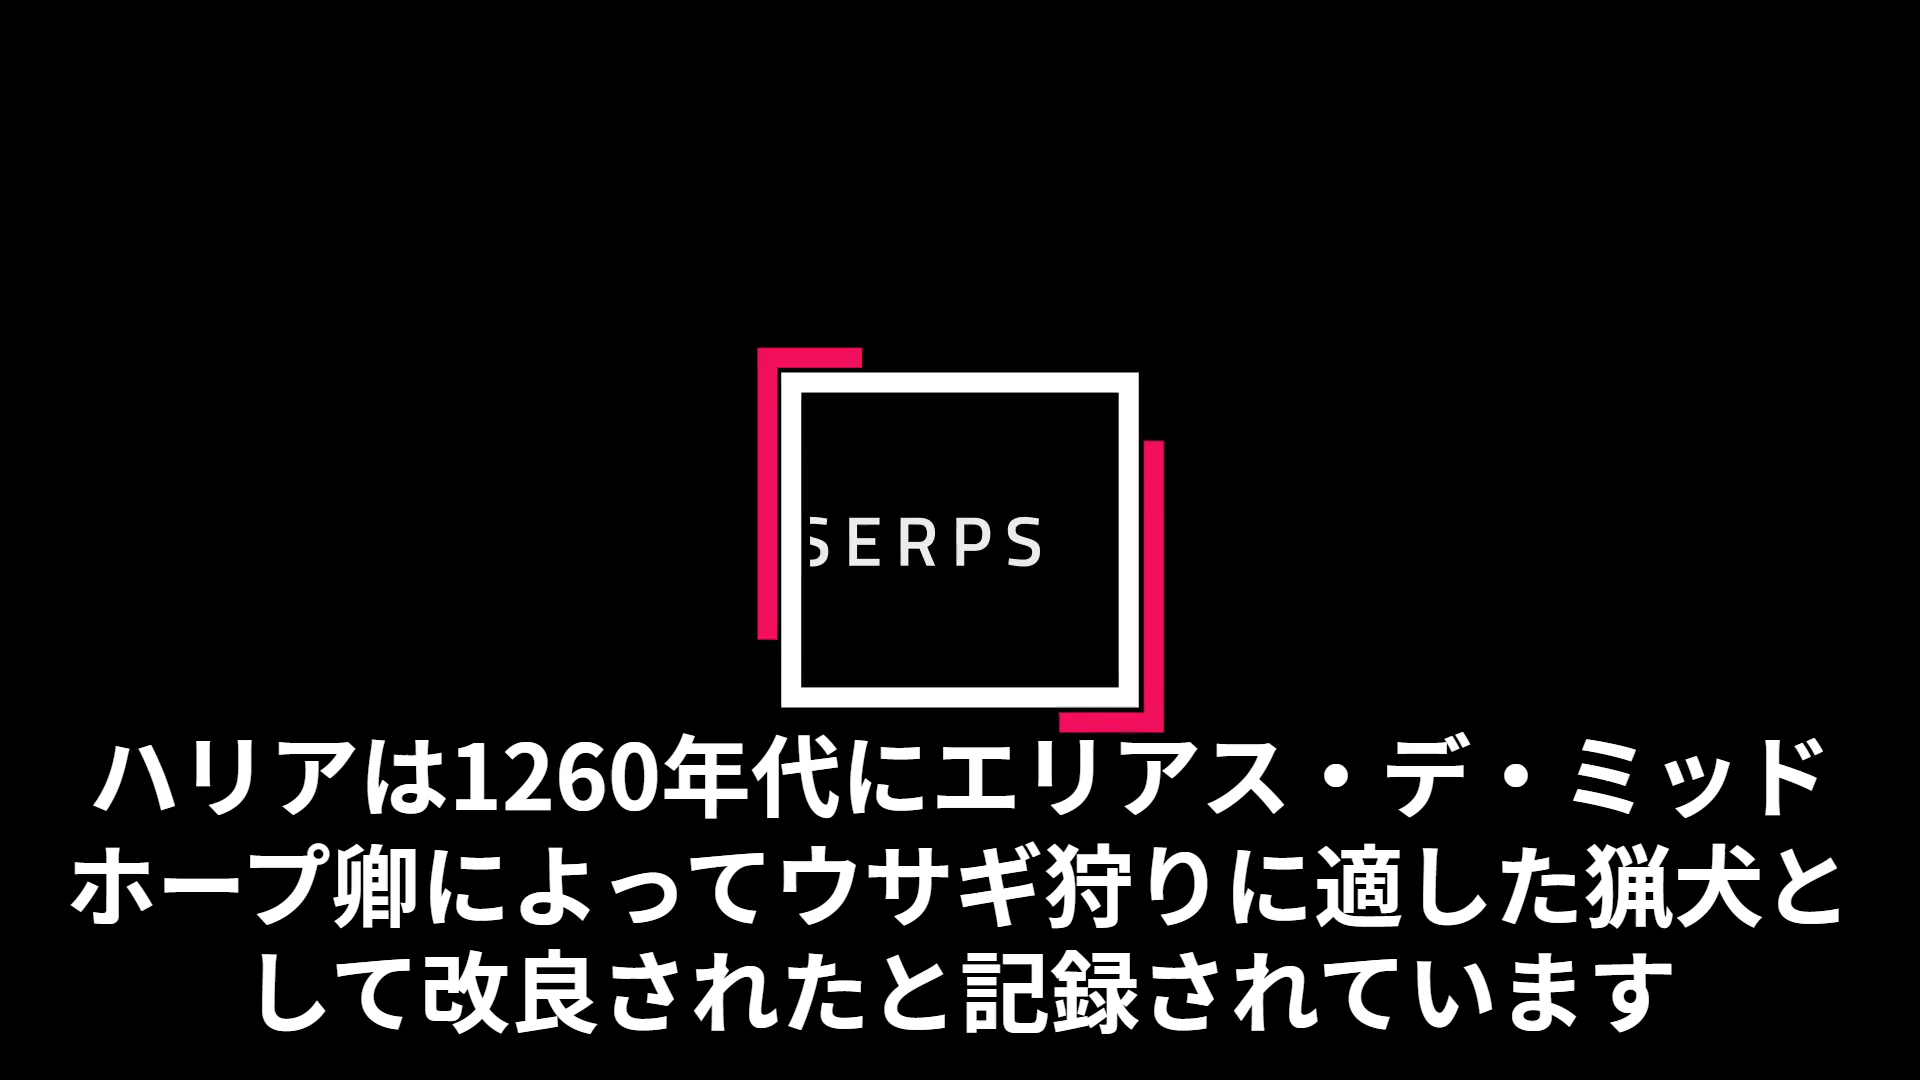 SERPS
ハリアは1260年代にエリアス・デ・ミッド
ホープ卿によってウサギ狩りに適した猟犬と
して改良されたと記録されています